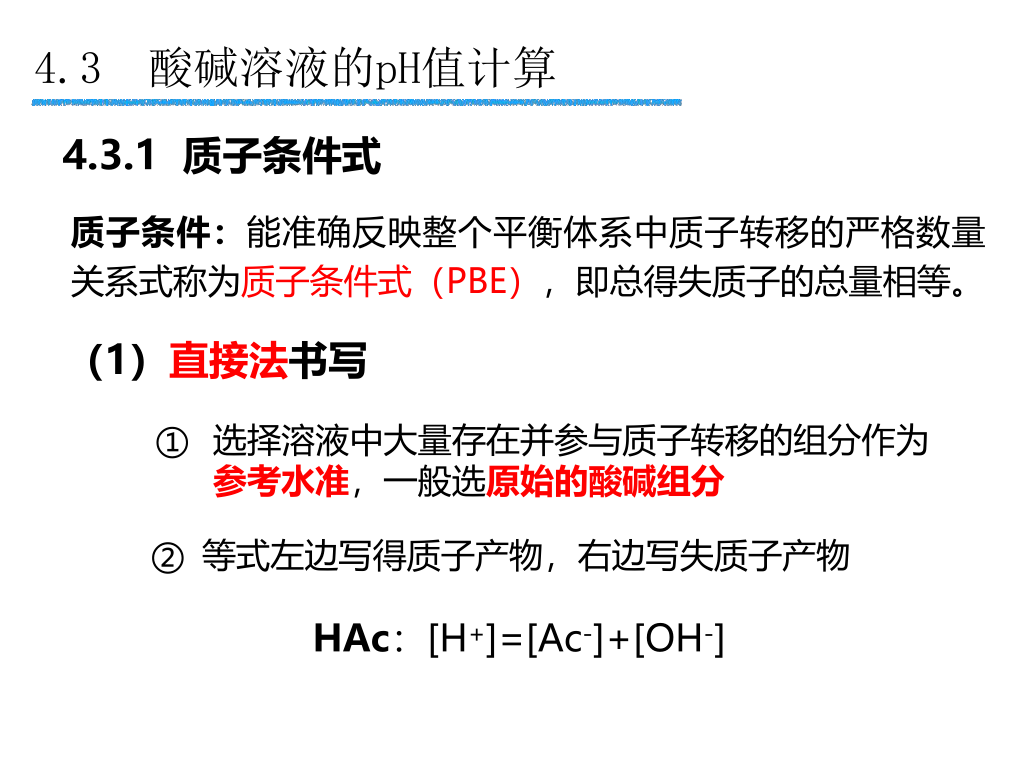 4.3  酸碱溶液的pH值计算
4.3.1 质子条件式
质子条件：能准确反映整个平衡体系中质子转移的严格数量
关系式称为质子条件式（PBE），即总得失质子的总量相等。
（1）直接法书写
① 选择溶液中大量存在并参与质子转移的组分作为
参考水准，一般选原始的酸碱组分
② 等式左边写得质子产物，右边写失质子产物
HAc：[H⁺]=[Ac⁻]+[OH⁻]